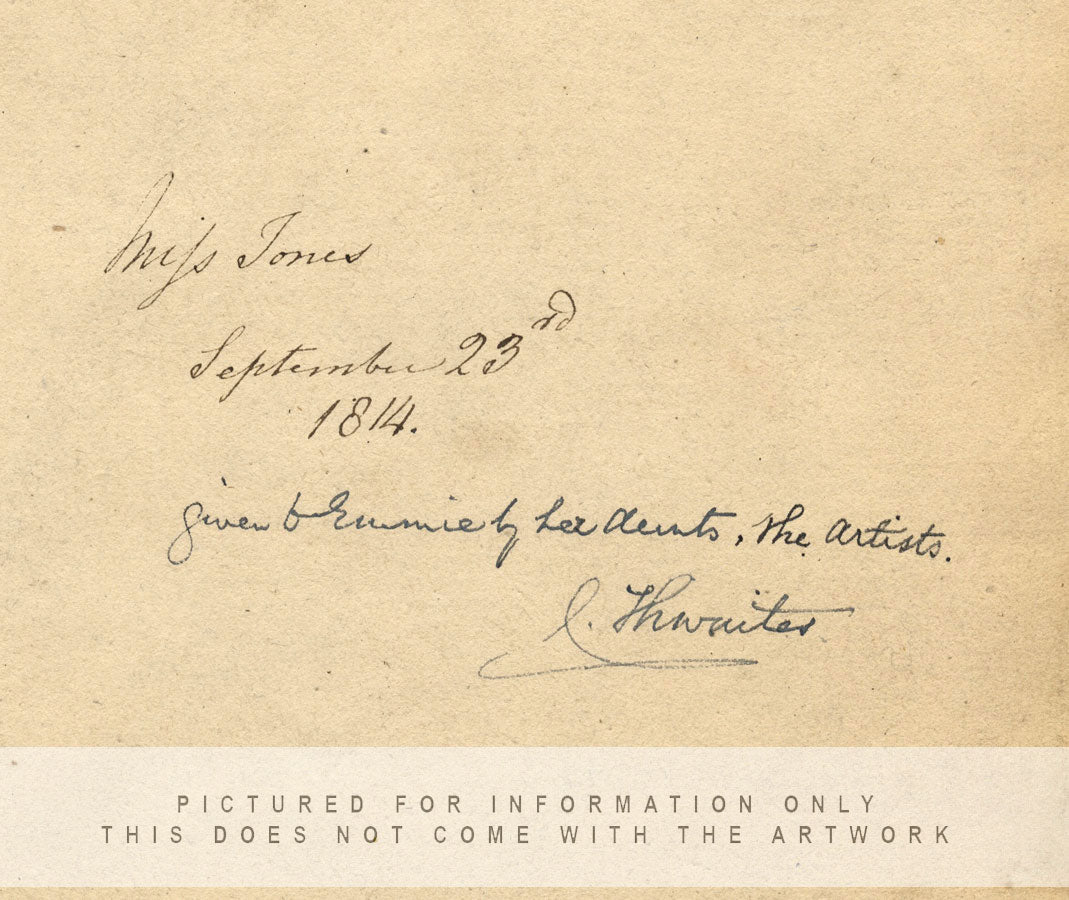 Miss Jones
September 23rd
1814.
given to Emmie by her Aunts, The Artists.
C. Thwaites
PICTURED FOR INFORMATION ONLY
THIS DOES NOT COME WITH THE ARTWORK